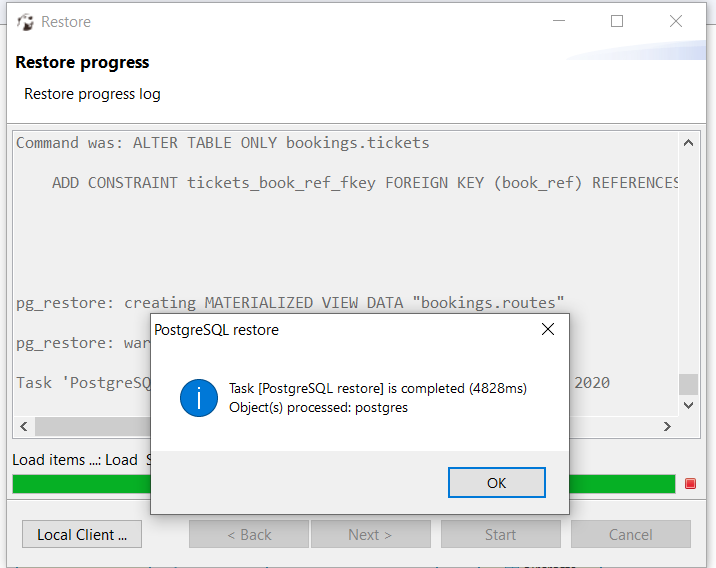 Restore
Restore progress
Restore progress log
Command was: ALTER TABLE ONLY bookings.tickets
ADD CONSTRAINT tickets_book_ref_fkey FOREIGN KEY (book_ref) REFERENCES
pg_restore: creating MATERIALIZED VIEW DATA "bookings.routes"
pg_restore:
Task 'PostgreSQ 2020
PostgreSQL restore
Task [PostgreSQL restore] is completed (4828ms)
Object(s) processed: postgres
OK
Load items ...: Load
Local Client ...
< Back
Next >
Start
Cancel